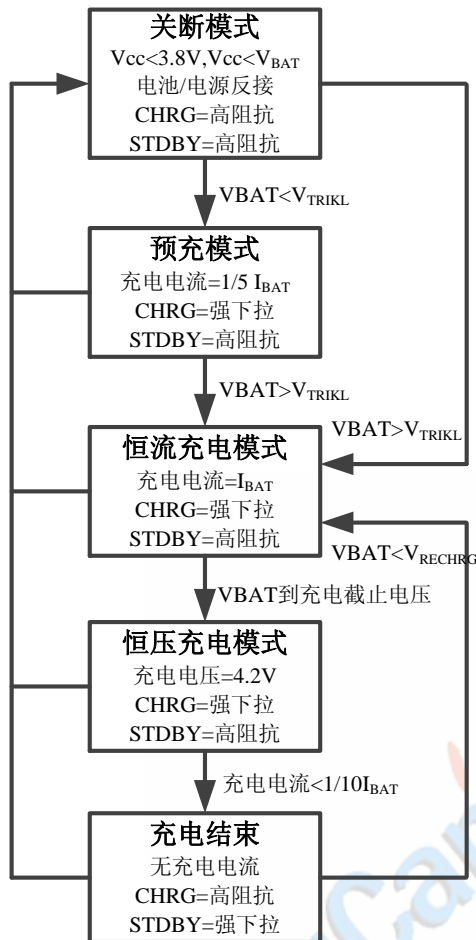 关断模式
Vcc<3.8V,Vcc<VBAT
电池/电源反接
CHRG=高阻抗
STDBY=高阻抗
VBAT<VTRIKL
预充模式
充电电流=1/5 IBAT
CHRG=强下拉
STDBY=高阻抗
VBAT>VTRIKL
VBAT>VTRIKL
恒流充电模式
充电电流=IBAT
CHRG=强下拉
STDBY=高阻抗
VBAT<VRECHRG
VBAT到充电截止电压
恒压充电模式
充电电压=4.2V
CHRG=强下拉
STDBY=高阻抗
充电电流<1/10IBAT
充电结束
无充电电流
CHRG=高阻抗
STDBY=强下拉